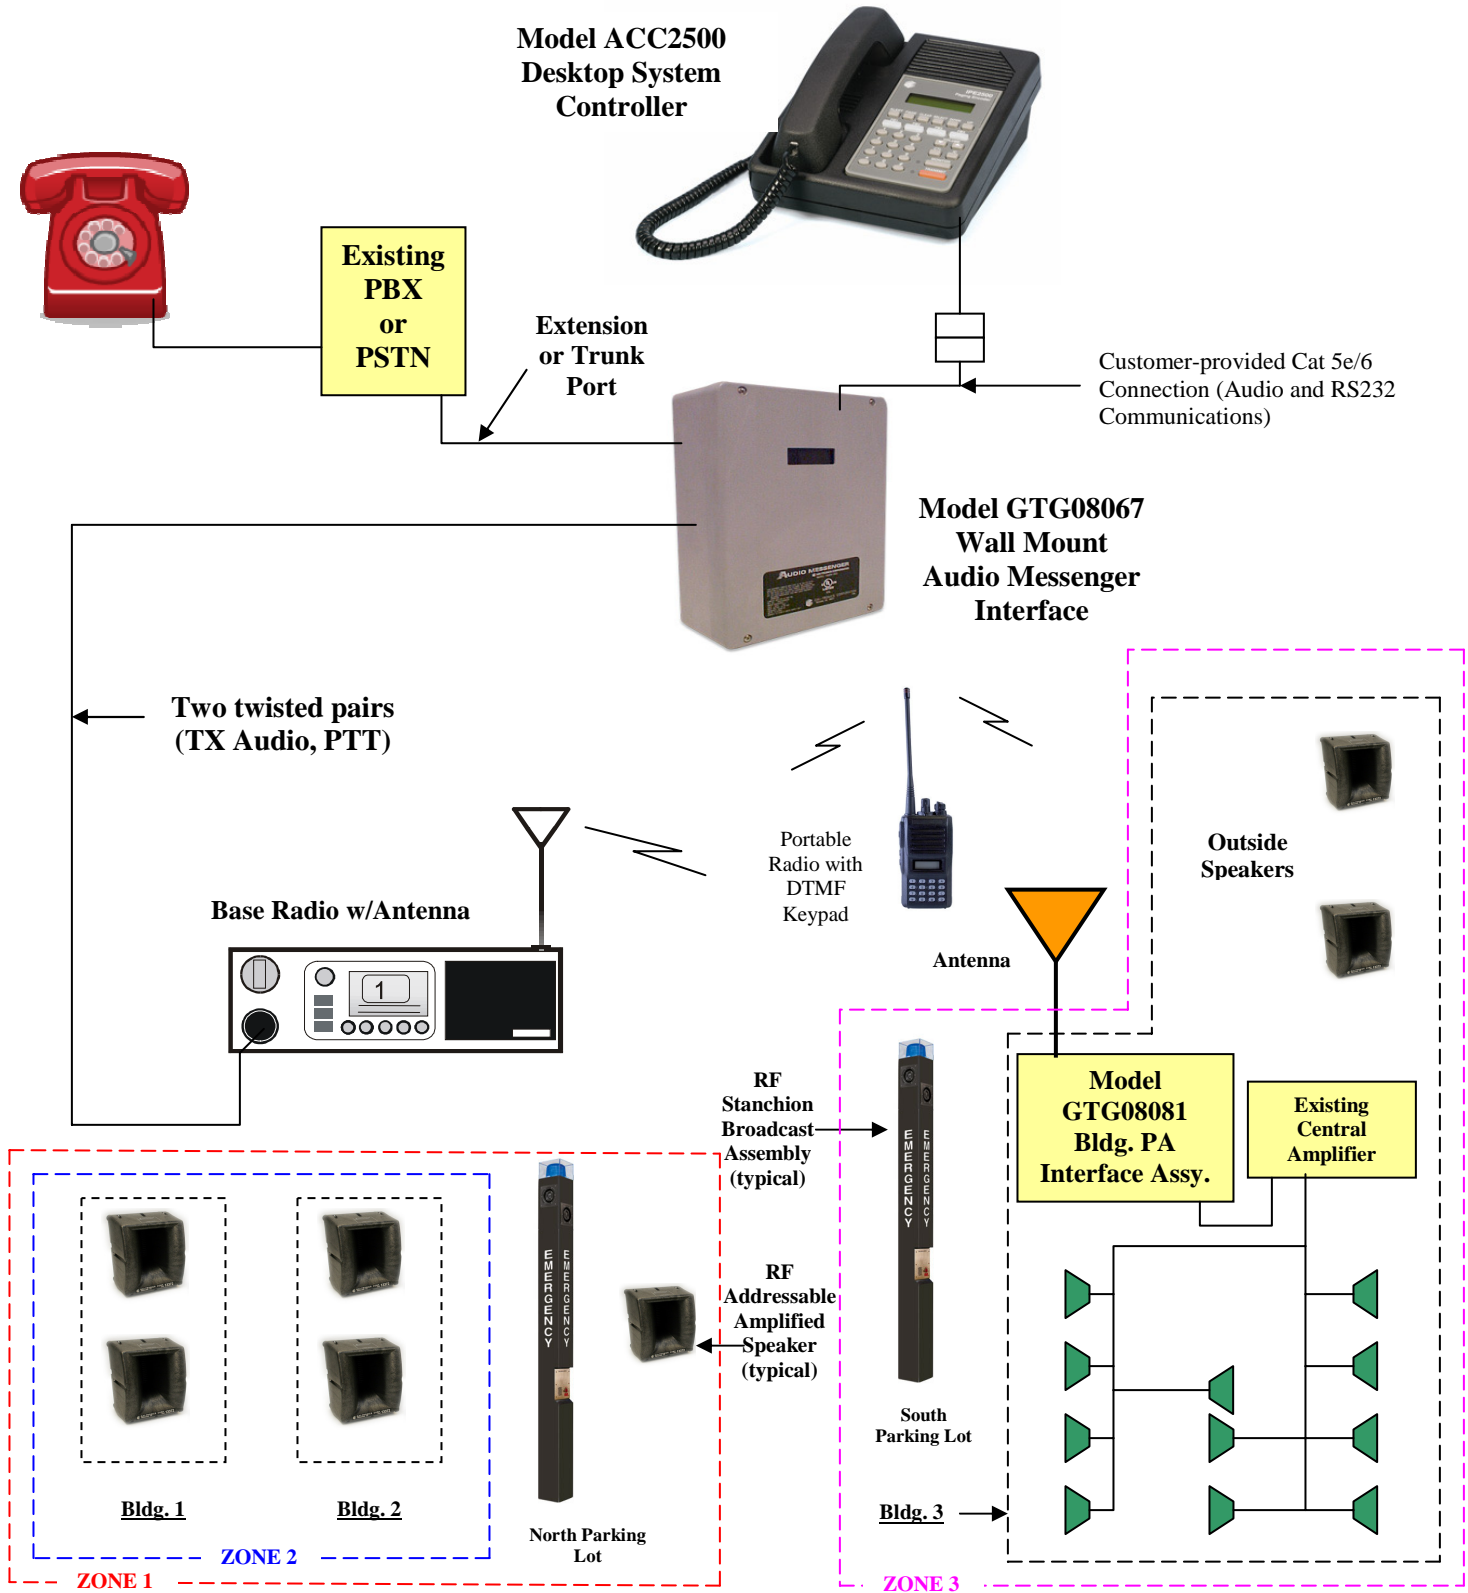 Model ACC2500
Desktop System
Controller
Existing
PBX
or
PSTN
Extension
or Trunk
Port
Customer-provided Cat 5e/6
Connection (Audio and RS232
Communications)
AUDIO MESSENGER
Model GTG08067
Wall Mount
Audio Messenger
Interface
Two twisted pairs
(TX Audio, PTT)
Portable
Radio with
DTMF
Keypad
Outside
Speakers
Base Radio w/Antenna
1
Antenna
RF
Stanchion
Broadcast
Assembly
(typical)
EMERGENCY
EMERGENCY
Model
GTG08081
Bldg. PA
Interface Assy.
Existing
Central
Amplifier
EMERGENCY
EMERGENCY
RF
Addressable
Amplified
Speaker
(typical)
South
Parking Lot
Bldg. 1
Bldg. 2
North Parking
Lot
Bldg. 3
ZONE 2
ZONE 1
ZONE 3